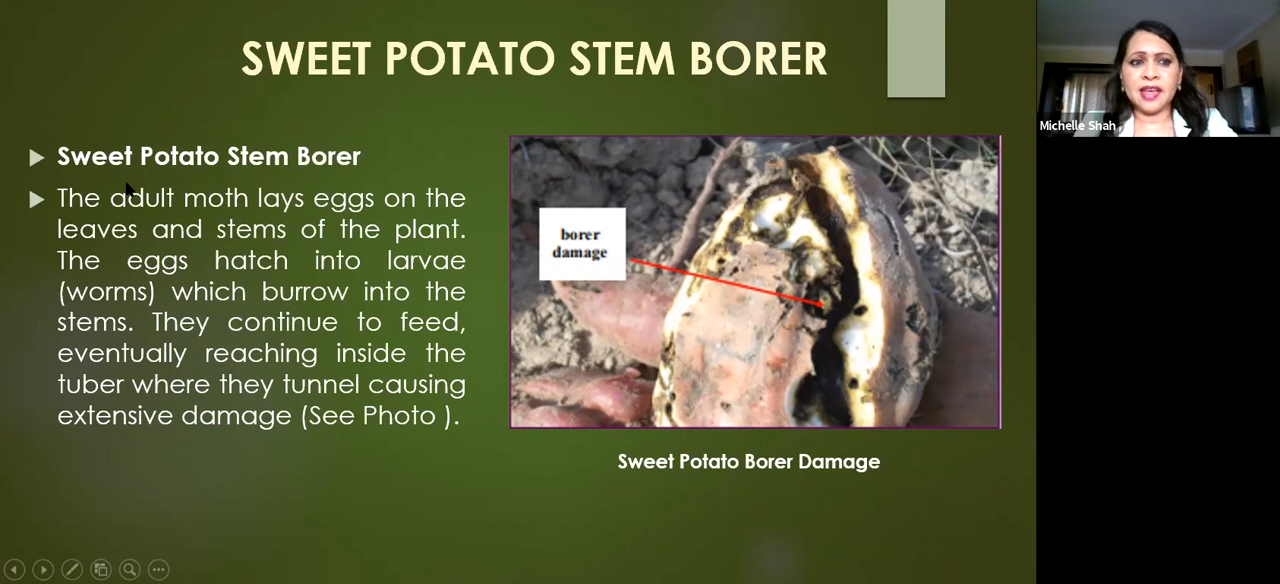 SWEET POTATO STEM BORER
Sweet Potato Stem Borer
The adult moth lays eggs on the
leaves and stems of the plant.
The eggs hatch into larvae
(worms) which burrow into the
stems. They continue to feed,
eventually reaching inside the
tuber where they tunnel causing
extensive damage (See Photo ).
borer
damage
Sweet Potato Borer Damage
Michelle Shah